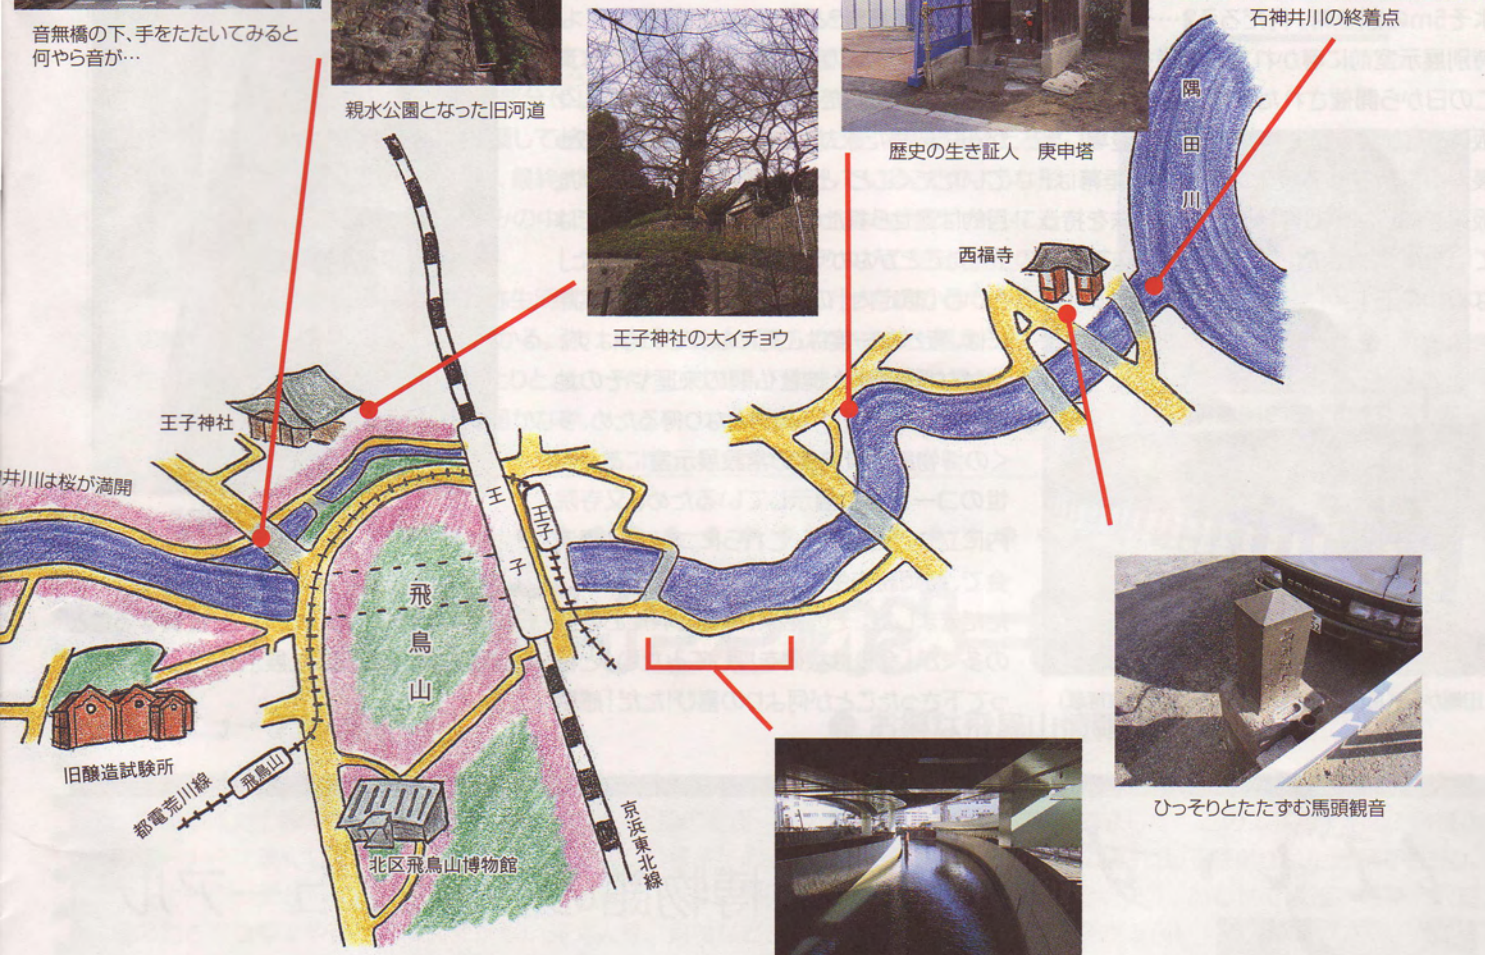 音無橋の下、手をたたいてみると
何やら音が…
親水公園となった旧河道
王子神社の大イチョウ
歴史の生き証人　庚申塔
石神井川の終着点
隅田川
西福寺
王子神社
井川は桜が満開
王子
王子
飛鳥山
旧醸造試験所
都電荒川線
飛鳥山
北区飛鳥山博物館
京浜東北線
ひっそりとたたずむ馬頭観音